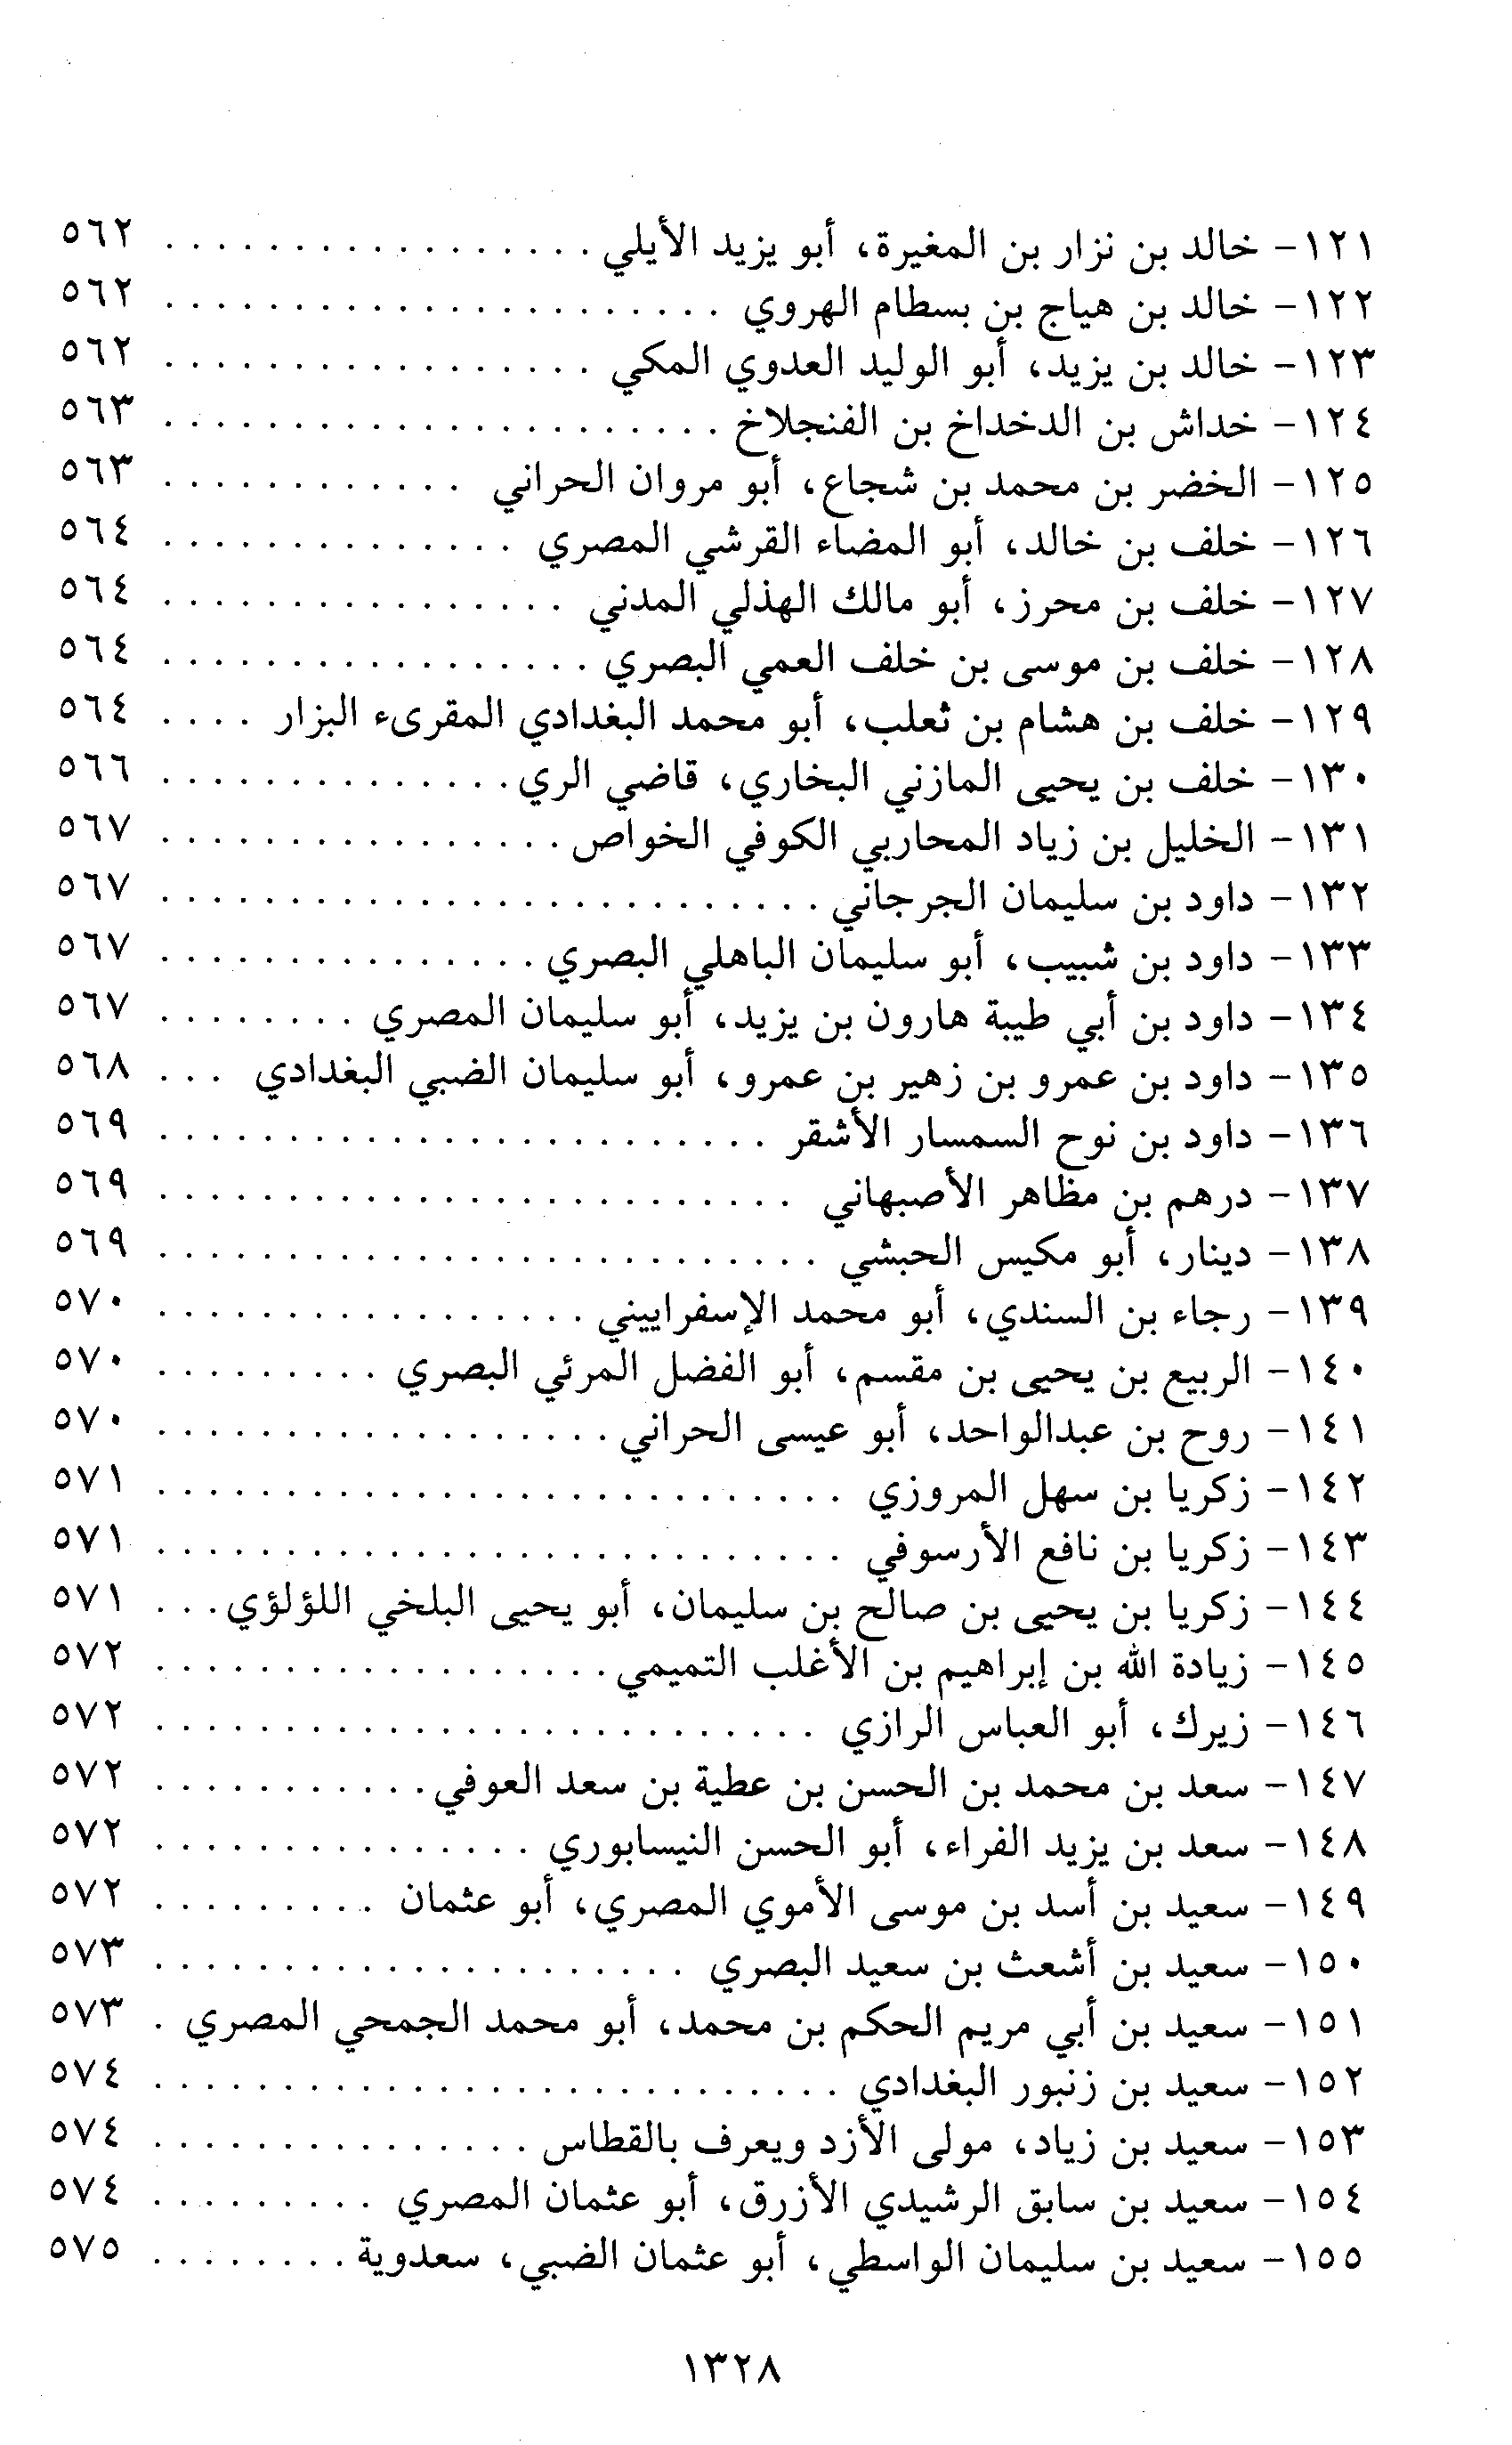 ١٢١- خالد بن نزار بن المغيرة، أبو يزيد الأيلي . . . . . . . . . . . . . . . . . ٥٦٢
١٢٢- خالد بن هياج بن بسطام الهروي . . . . . . . . . . . . . . . . . . . . . . ٥٦٢
١٢٣- خالد بن يزيد، أبو الوليد العدوي المكي . . . . . . . . . . . . . . . . . ٥٦٢
١٢٤- خداش بن الدخداخ بن الفنجلاخ . . . . . . . . . . . . . . . . . . . . . . ٥٦٣
١٢٥- الخضر بن محمد بن شجاع، أبو مروان الحراني . . . . . . . . . . . . ٥٦٣
١٢٦- خلف بن خالد، أبو المضاء القرشي المصري . . . . . . . . . . . . . . ٥٦٤
١٢٧- خلف بن محرز، أبو مالك الهذلي المدني . . . . . . . . . . . . . . . . ٥٦٤
١٢٨- خلف بن موسى بن خلف العمي البصري . . . . . . . . . . . . . . . . . ٥٦٤
١٢٩- خلف بن هشام بن ثعلب، أبو محمد البغدادي المقرىء البزار . . . . ٥٦٤
١٣٠- خلف بن يحيى المازني البخاري، قاضي الري . . . . . . . . . . . . . . ٥٦٦
١٣١- الخليل بن زياد المحاربي الكوفي الخواص . . . . . . . . . . . . . . . . ٥٦٧
١٣٢- داود بن سليمان الجرجاني . . . . . . . . . . . . . . . . . . . . . . . . . . ٥٦٧
١٣٣- داود بن شبيب، أبو سليمان الباهلي البصري . . . . . . . . . . . . . . . ٥٦٧
١٣٤- داود بن أبي طيبة هارون بن يزيد، أبو سليمان المصري . . . . . . . . ٥٦٧
١٣٥- داود بن عمرو بن زهير بن عمرو، أبو سليمان الضبي البغدادي . . . ٥٦٨
١٣٦- داود بن نوح السمسار الأشقر . . . . . . . . . . . . . . . . . . . . . . . . ٥٦٩
١٣٧- درهم بن مظاهر الأصبهاني . . . . . . . . . . . . . . . . . . . . . . . . . ٥٦٩
١٣٨- دينار، أبو مكيس الحبشي . . . . . . . . . . . . . . . . . . . . . . . . . . ٥٦٩
١٣٩- رجاء بن السندي، أبو محمد الإسفراييني . . . . . . . . . . . . . . . . . ٥٧٠
١٤٠- الربيع بن يحيى بن مقسم، أبو الفضل المرئي البصري . . . . . . . . . ٥٧٠
١٤١- روح بن عبدالواحد، أبو عيسى الحراني . . . . . . . . . . . . . . . . . . ٥٧٠
١٤٢- زكريا بن سهل المروزي . . . . . . . . . . . . . . . . . . . . . . . . . . . ٥٧١
١٤٣- زكريا بن نافع الأرسوفي . . . . . . . . . . . . . . . . . . . . . . . . . . . ٥٧١
١٤٤- زكريا بن يحيى بن صالح بن سليمان، أبو يحيى البلخي اللؤلؤي . . . ٥٧١
١٤٥- زيادة الله بن إبراهيم بن الأغلب التميمي . . . . . . . . . . . . . . . . . . ٥٧٢
١٤٦- زيرك، أبو العباس الرازي . . . . . . . . . . . . . . . . . . . . . . . . . . ٥٧٢
١٤٧- سعد بن محمد بن الحسن بن عطية بن سعد العوفي . . . . . . . . . . . ٥٧٢
١٤٨- سعد بن يزيد الفراء، أبو الحسن النيسابوري . . . . . . . . . . . . . . . ٥٧٢
١٤٩- سعيد بن أسد بن موسى الأموي المصري، أبو عثمان . . . . . . . . . ٥٧٢
١٥٠- سعيد بن أشعث بن سعيد البصري . . . . . . . . . . . . . . . . . . . . . ٥٧٣
١٥١- سعيد بن أبي مريم الحكم بن محمد، أبو محمد الجمحي المصري . ٥٧٣
١٥٢- سعيد بن زنبور البغدادي . . . . . . . . . . . . . . . . . . . . . . . . . . . ٥٧٤
١٥٣- سعيد بن زياد، مولى الأزد ويعرف بالقطاس . . . . . . . . . . . . . . . ٥٧٤
١٥٤- سعيد بن سابق الرشيدي الأزرق، أبو عثمان المصري . . . . . . . . . ٥٧٤
١٥٥- سعيد بن سليمان الواسطي، أبو عثمان الضبي، سعدوية . . . . . . . . ٥٧٥
١٣٢٨